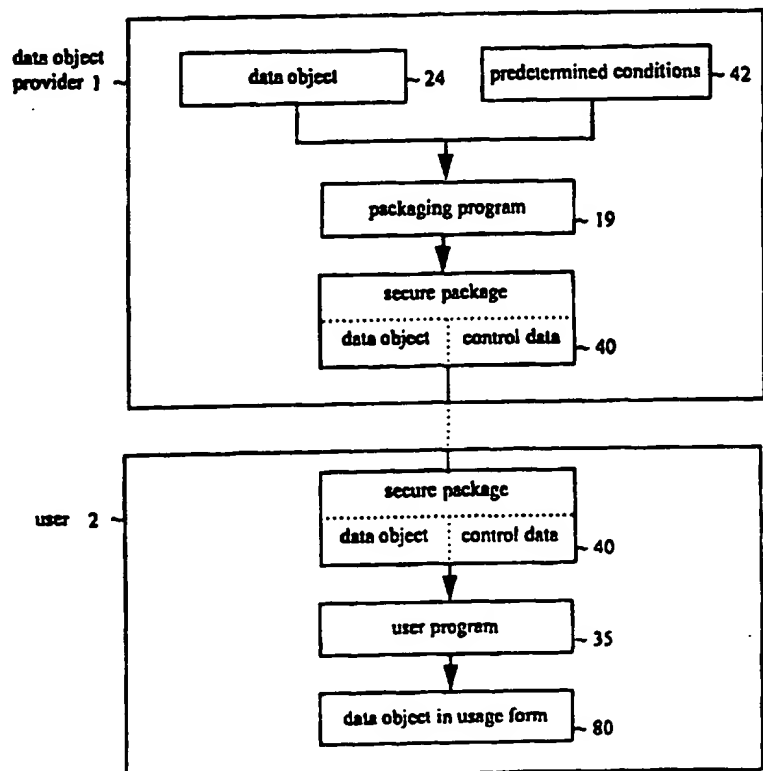 data object
provider 1
data object
24
predetermined conditions
42
packaging program
19
secure package
data object
control data
40
user 2
secure package
data object
control data
40
user program
35
data object in usage form
80